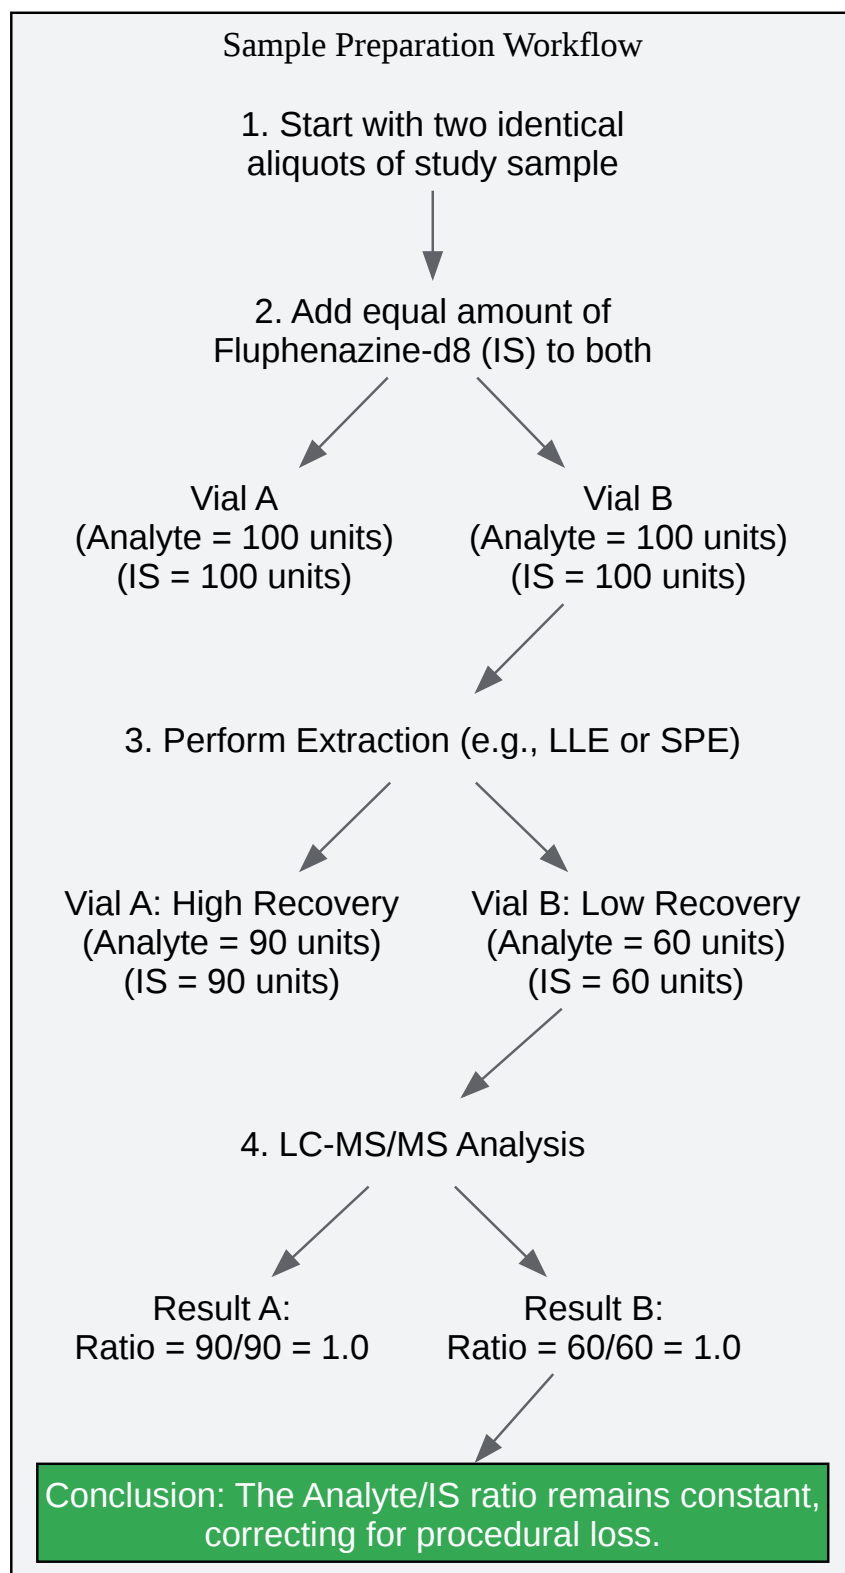 Sample Preparation Workflow
1. Start with two identical
aliquots of study sample
2. Add equal amount of
Fluphenazine-d8 (IS) to both
Vial A
(Analyte = 100 units)
(IS = 100 units)
Vial B
(Analyte = 100 units)
(IS = 100 units)
3. Perform Extraction (e.g., LLE or SPE)
Vial A: High Recovery
(Analyte = 90 units)
(IS = 90 units)
Vial B: Low Recovery
(Analyte = 60 units)
(IS = 60 units)
4. LC-MS/MS Analysis
Result A:
Ratio = 90/90 = 1.0
Result B:
Ratio = 60/60 = 1.0
Conclusion: The Analyte/IS ratio remains constant,
correcting for procedural loss.